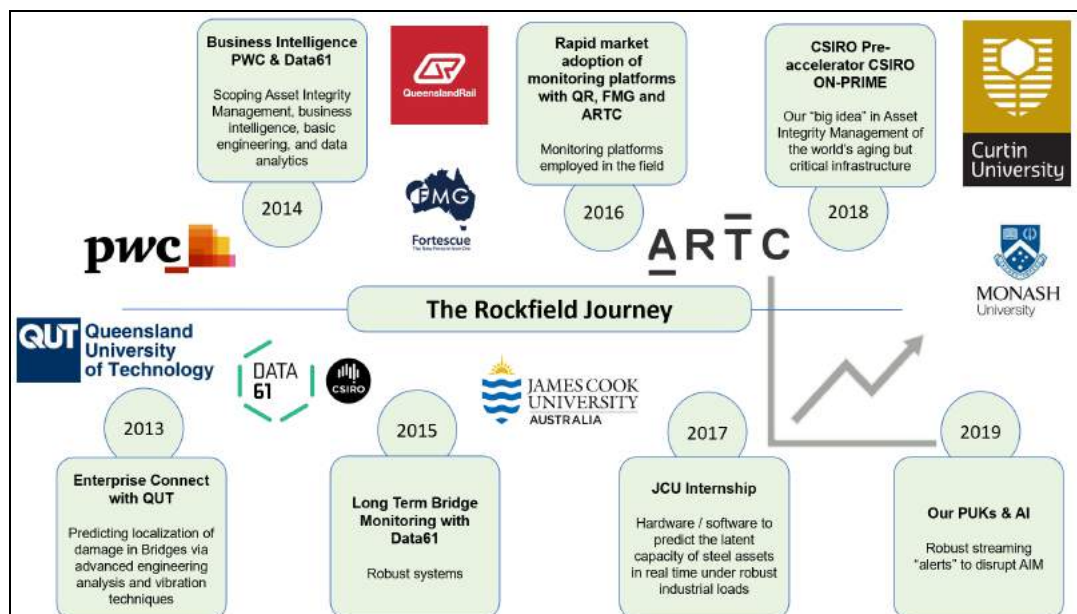 Business Intelligence
PWC & Data61
Scoping Asset Integrity
Management, business
intelligence, basic
engineering, and data
analytics
2014
QueensländRail
FMG
Fortescue
Rapid market
adoption of
monitoring platforms
with QR, FMG and
ARTC
Monitoring platforms
employed in the field
2016
CSIRO Pre-
accelerator CSIRO
ON-PRIME
Our "big idea" in Asset
Integrity Management of
the world's aging but
critical infrastructure
2018
Curtin
University
pwc
ARTC
MONASH
University
The Rockfield Journey
QUT
Queensland
University
of Technology
DATA
61
CSIRO
JAMES COOK
UNIVERSITY
AUSTRALIA
2013
Enterprise Connect
with QUT
Predicting localization of
damage in Bridges via
advanced engineering
analysis and vibration
techniques
2015
Long Term Bridge
Monitoring with
Data61
Robust systems
2017
JCU Internship
Hardware / software to
predict the latent
capacity of steel assets
in real time under robust
industrial loads
2019
Our PUKs & AI
Robust streaming
"alerts" to disrupt AIM